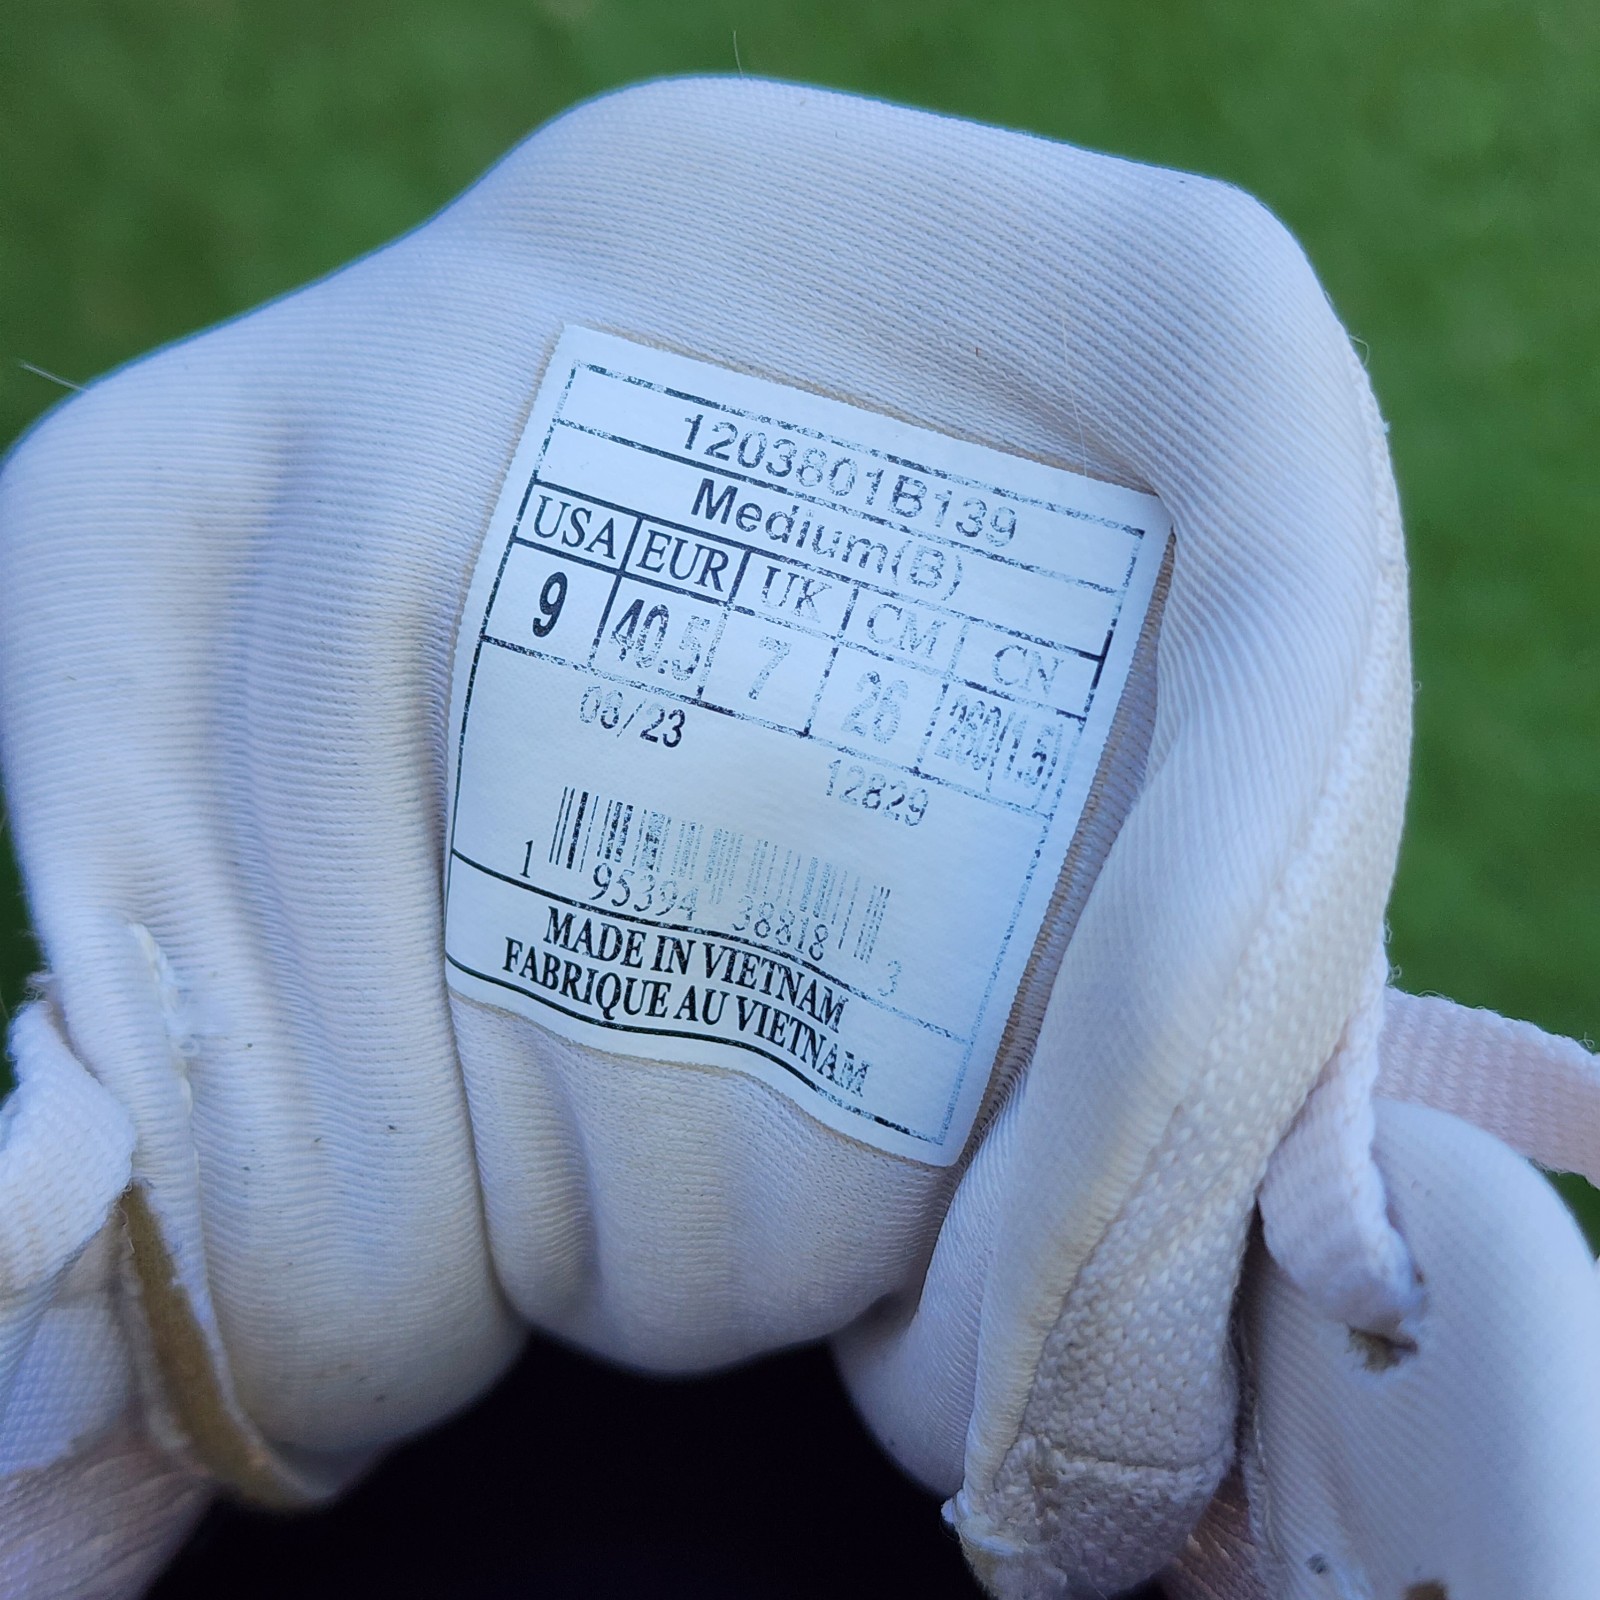 1203801B139
Medium(B)
USA EUR UK CM CN
9 40.5 7 26 260(1.5)
08/23
12829
1 95394 38818 3
MADE IN VIETNAM
FABRIQUE AU VIETNAM